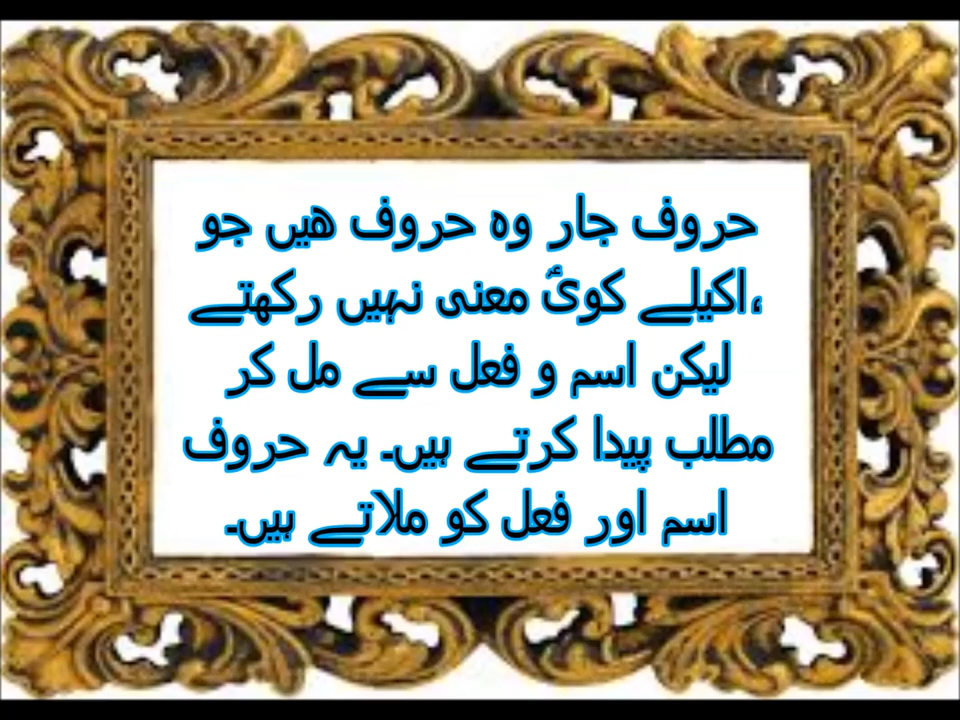 حروف جار وہ حروف ھیں جو
اکیلے کویٔ معنی نہیں رکھتے،
لیکن اسم و فعل سے مل کر
مطلب پیدا کرتے ہیں۔ یہ حروف
اسم اور فعل کو ملاتے ہیں۔